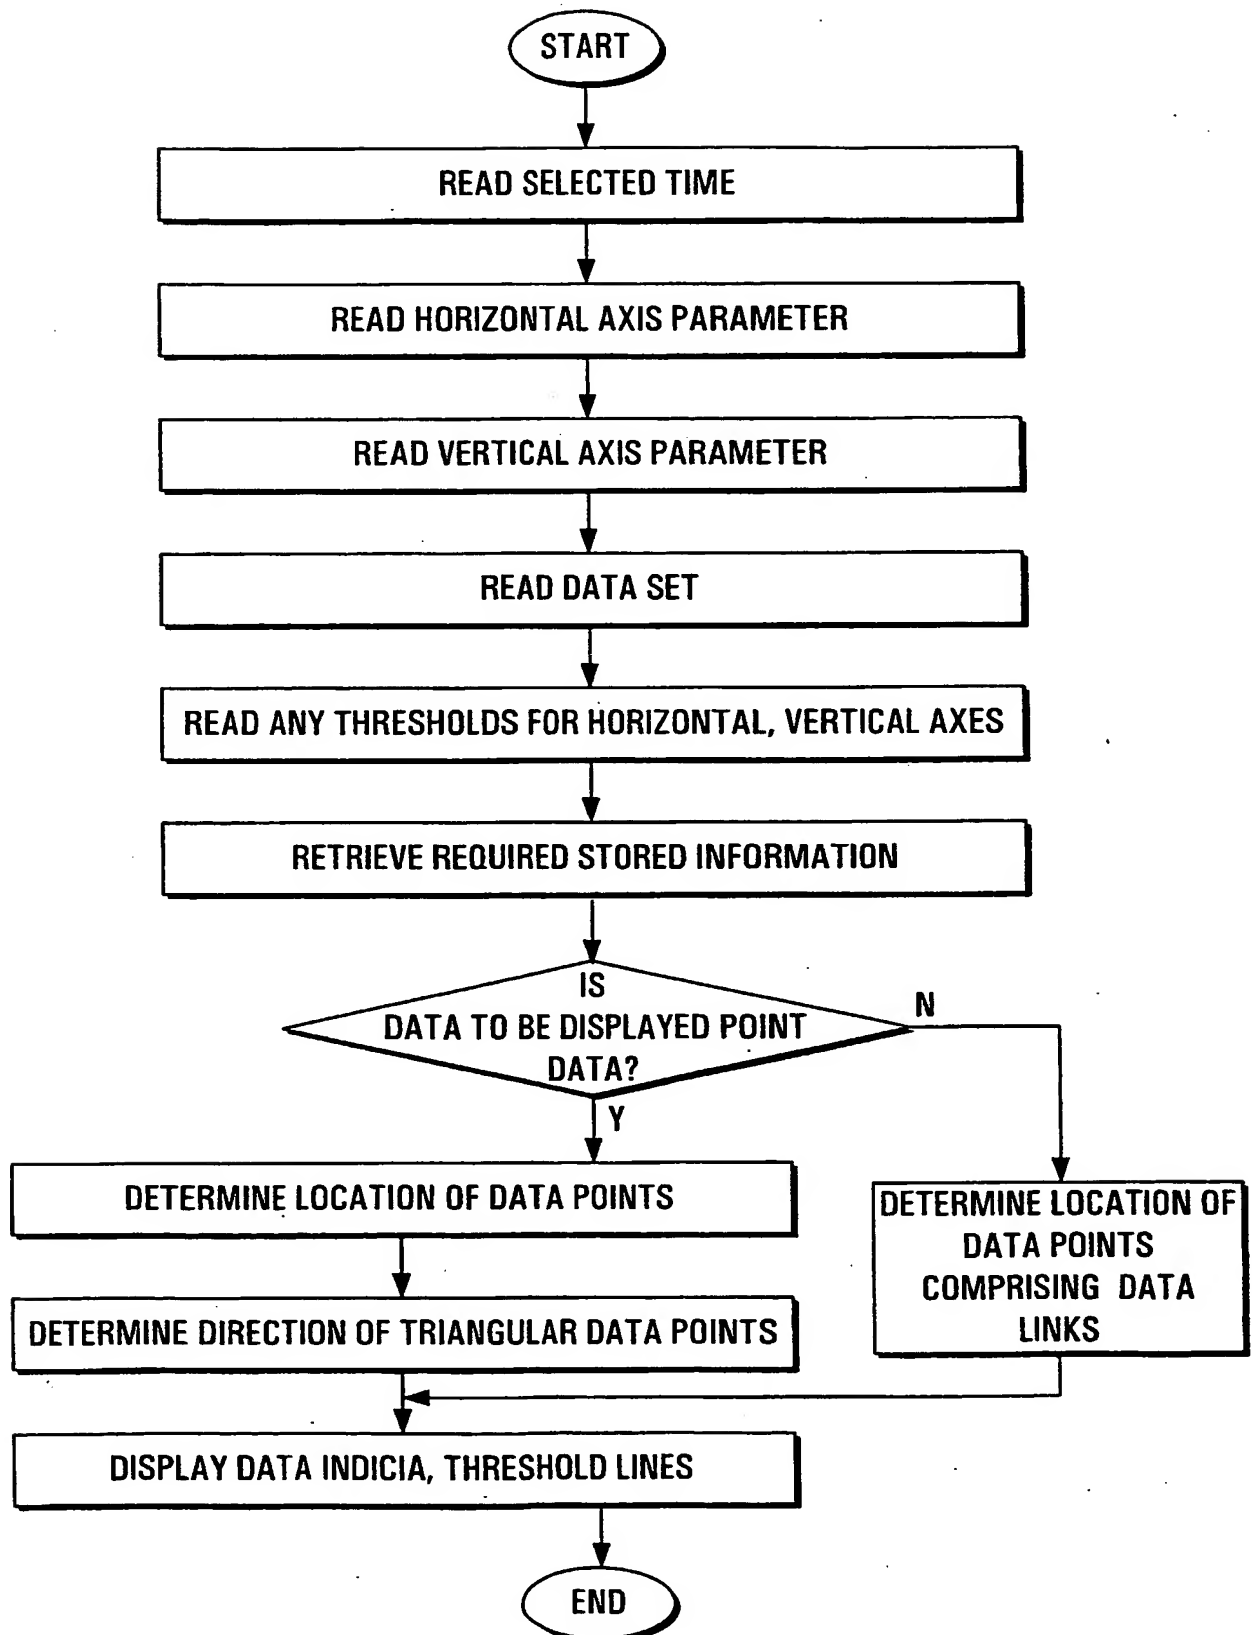 START
READ SELECTED TIME
READ HORIZONTAL AXIS PARAMETER
READ VERTICAL AXIS PARAMETER
READ DATA SET
READ ANY THRESHOLDS FOR HORIZONTAL, VERTICAL AXES
RETRIEVE REQUIRED STORED INFORMATION
IS
DATA TO BE DISPLAYED POINT
DATA?
N
Y
DETERMINE LOCATION OF DATA POINTS
DETERMINE DIRECTION OF TRIANGULAR DATA POINTS
DETERMINE LOCATION OF
DATA POINTS
COMPRISING DATA
LINKS
DISPLAY DATA INDICIA, THRESHOLD LINES
END